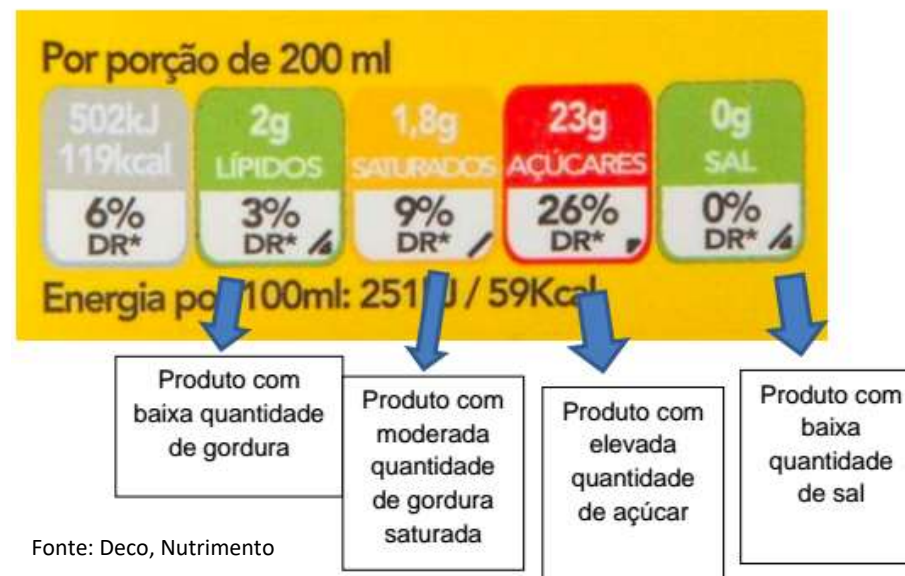 Por porção de 200 ml
502kJ
119kcal
6%
DR*
2g
LÍPIDOS
3%
DR*
1,8g
SATURADOS
9%
DR*
23g
AÇÚCARES
26%
DR*
0g
SAL
0%
DR*
Energia por 100ml: 251 / 59Kcal
Produto com
baixa quantidade
de gordura
Produto com
moderada
quantidade
de gordura
saturada
Produto com
elevada
quantidade
de açúcar
Produto com
baixa
quantidade
de sal
Fonte: Deco, Nutrimento